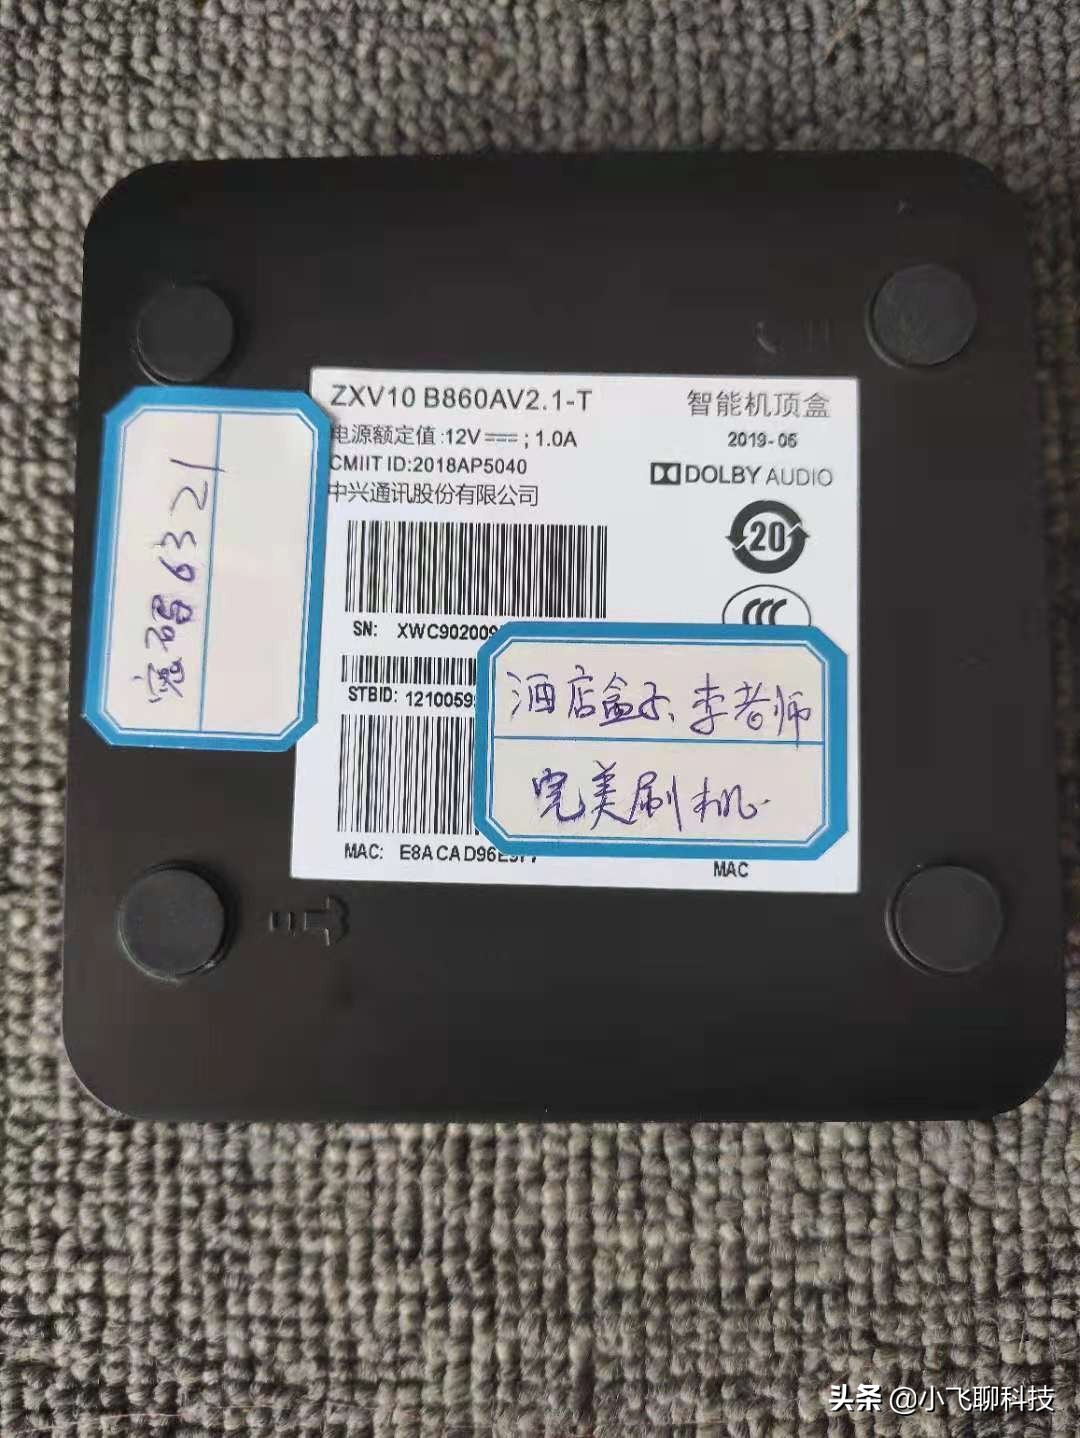 ZXV10 B860AV2.1-T
智能机顶盒
电源额定值:12V ⎓ ; 1.0A
2019-06
CMIIT ID:2018AP5040
DOLBY AUDIO
中兴通讯股份有限公司
20
CCC
SN: XWC902009
STBID: 1210059
MAC: E8ACAD96E
MAC
6321
酒店盒子、李老师
完美刷机.
头条 @小飞聊科技